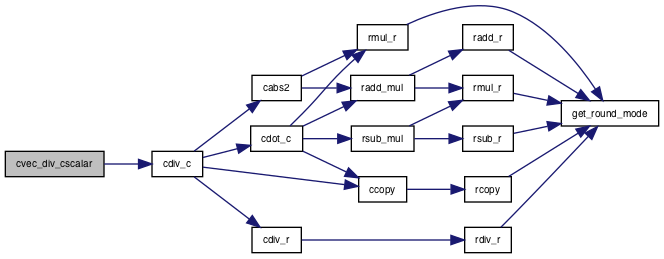 cvec_div_cscalar
cdiv_c
cabs2
cdot_c
cdiv_r
rmul_r
radd_mul
rsub_mul
ccopy
radd_r
rmul_r
rsub_r
rcopy
rdiv_r
get_round_mode